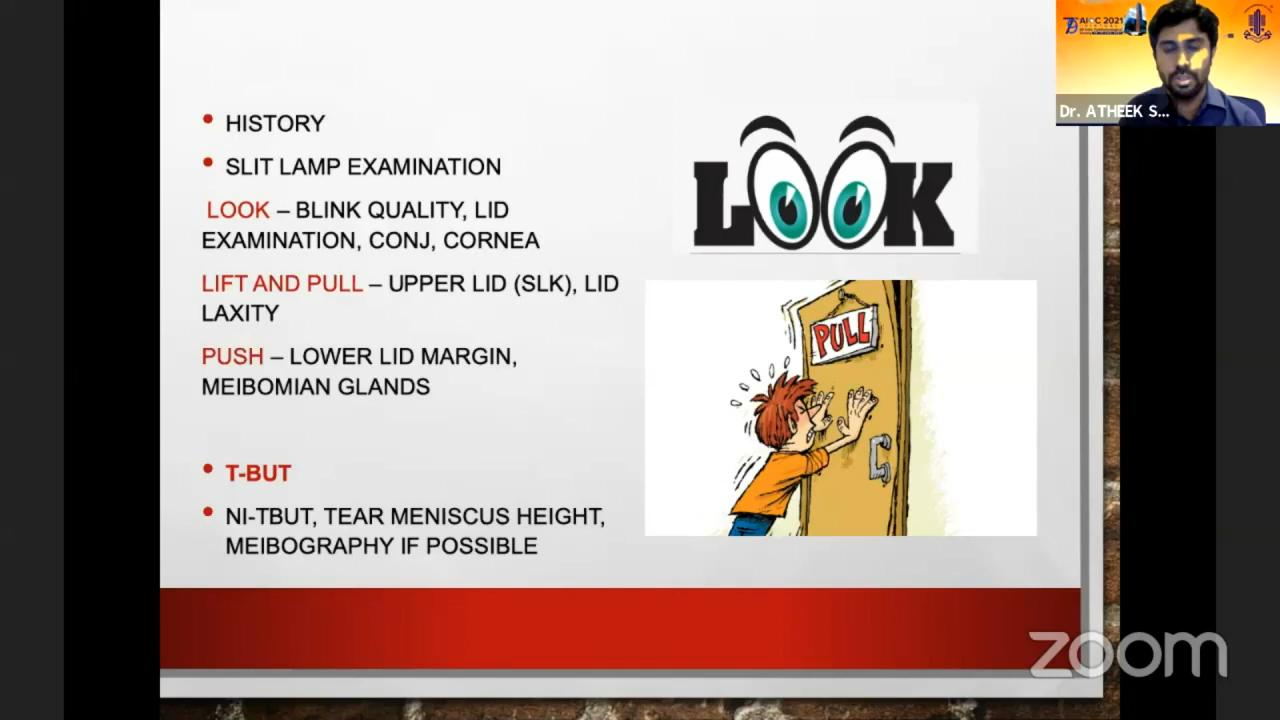 HISTORY
SLIT LAMP EXAMINATION
LOOK – BLINK QUALITY, LID
EXAMINATION, CONJ, CORNEA
LIFT AND PULL – UPPER LID (SLK), LID
LAXITY
PUSH – LOWER LID MARGIN,
MEIBOMIAN GLANDS
T-BUT
NI-TBUT, TEAR MENISCUS HEIGHT,
MEIBOGRAPHY IF POSSIBLE
LOOK
PULL
AIOC 2021
Dr. ATHEEK S...
zoom